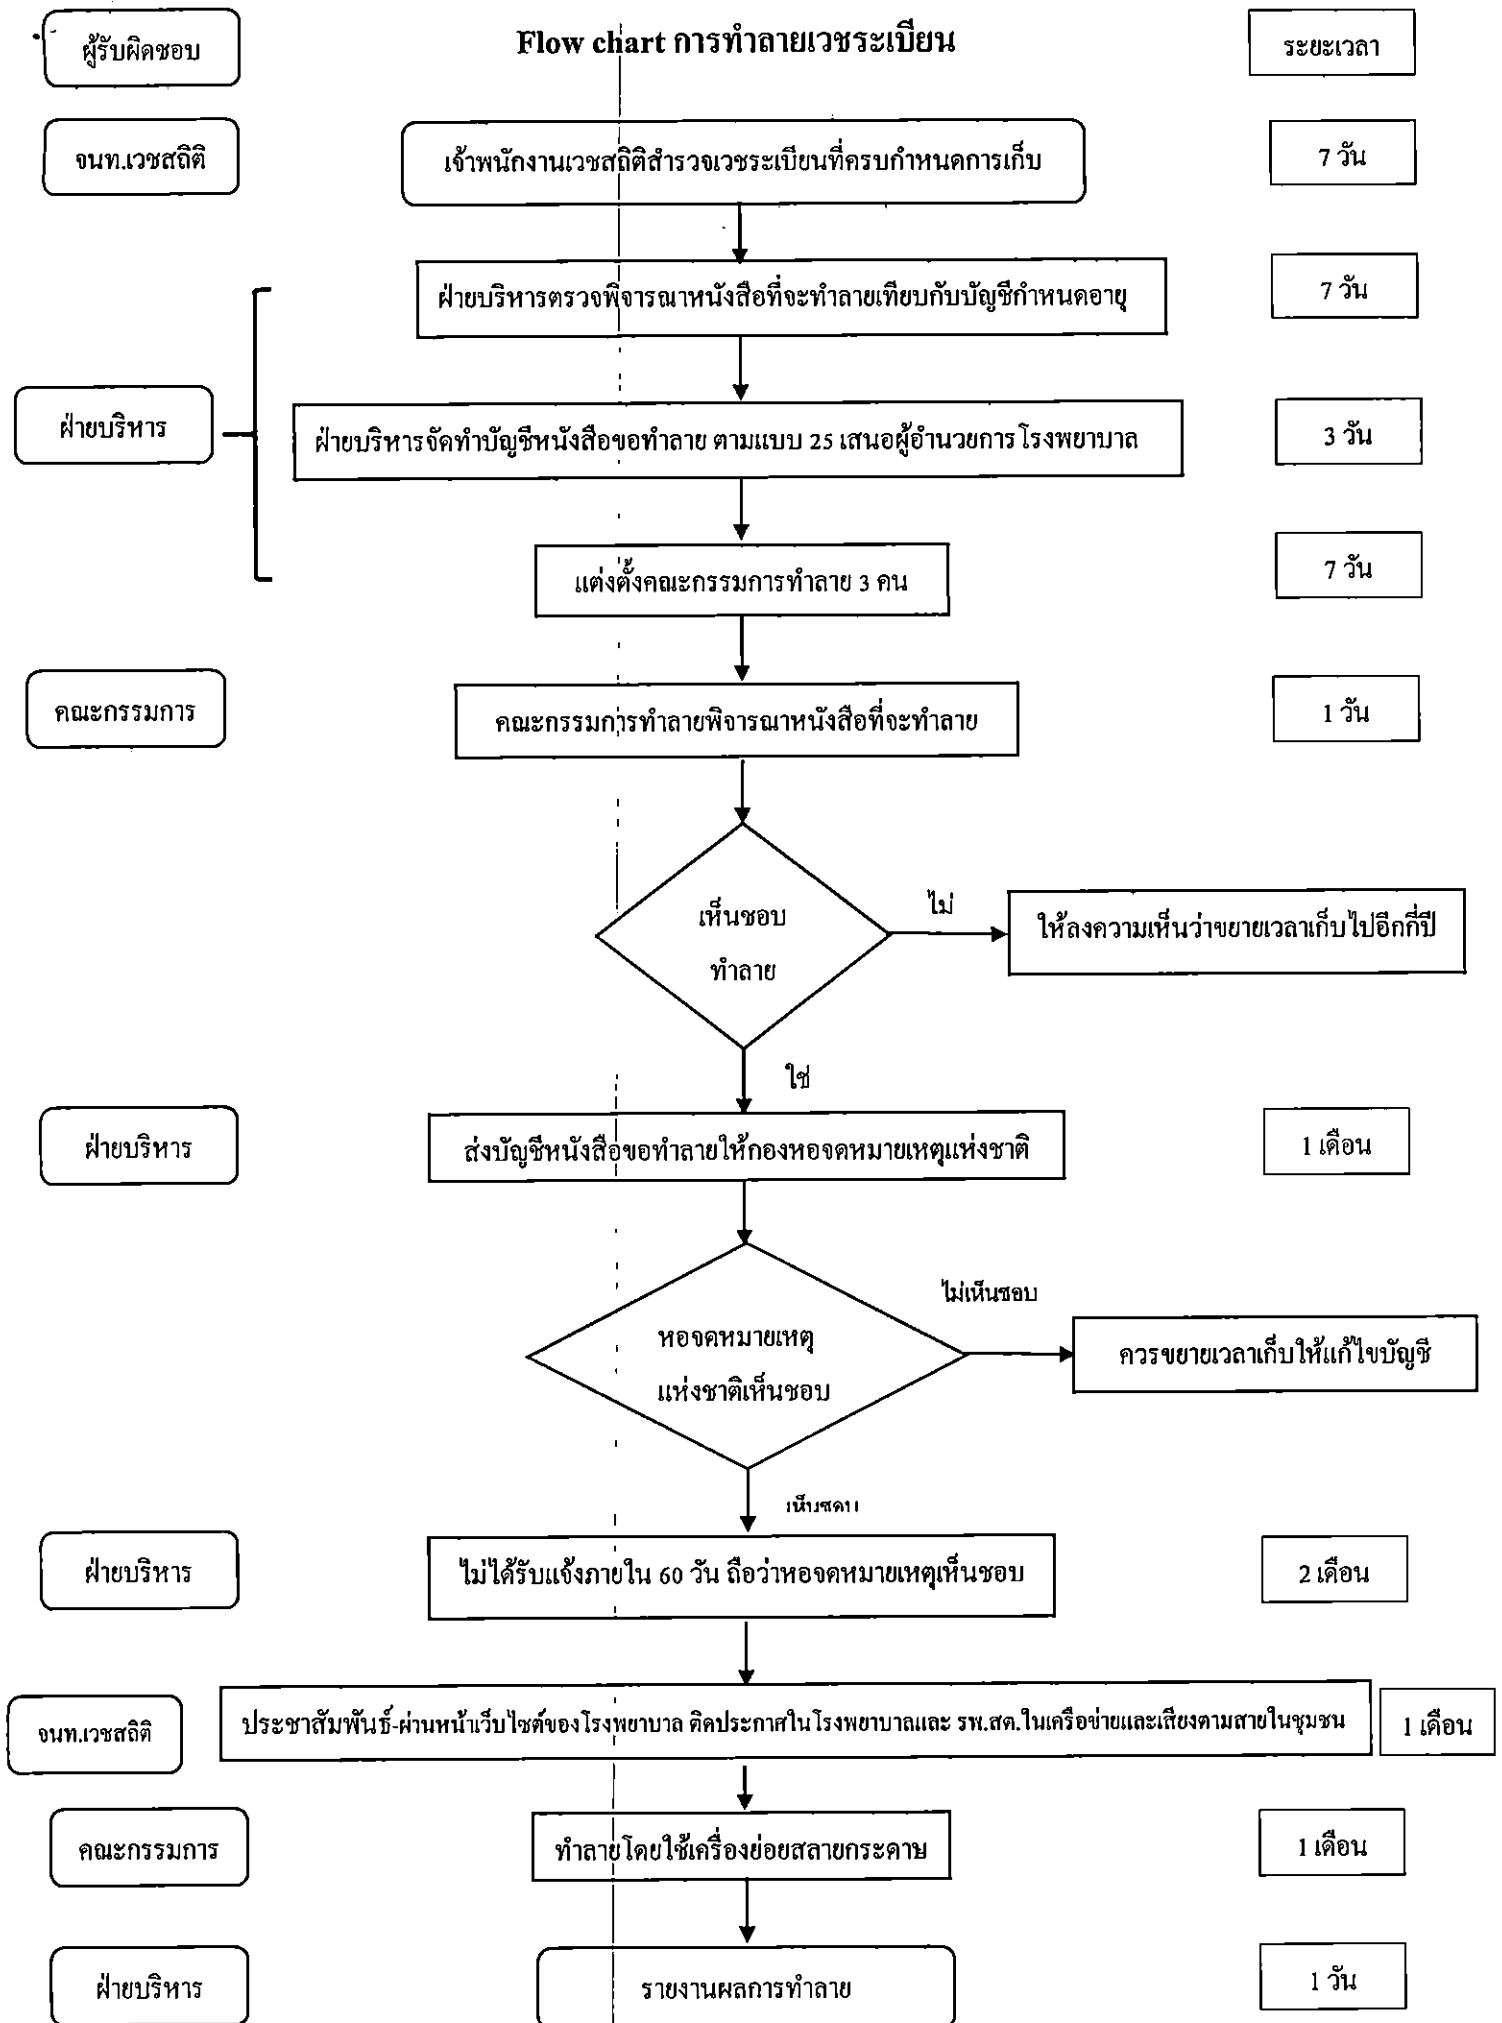 ผู้รับผิดชอบ
Flow chart การทำลายเวชระเบียน
ระยะเวลา
จนท.เวชสถิติ
เจ้าพนักงานเวชสถิติสำรวจเวชระเบียนที่ครบกำหนดการเก็บ
7 วัน
ฝ่ายบริหารตรวจพิจารณาหนังสือที่จะทำลายเทียบกับบัญชีกำหนดอายุ
7 วัน
ฝ่ายบริหาร
ฝ่ายบริหารจัดทำบัญชีหนังสือขอทำลาย ตามแบบ 25 เสนอผู้อำนวยการโรงพยาบาล
3 วัน
แต่งตั้งคณะกรรมการทำลาย 3 คน
7 วัน
คณะกรรมการ
คณะกรรมการทำลายพิจารณาหนังสือที่จะทำลาย
1 วัน
เห็นชอบ
ทำลาย
ไม่
ให้ลงความเห็นว่าขยายเวลาเก็บไปอีกกี่ปี
ใช่
ฝ่ายบริหาร
ส่งบัญชีหนังสือขอทำลายให้กองหอจดหมายเหตุแห่งชาติ
1 เดือน
หอจดหมายเหตุ
แห่งชาติเห็นชอบ
ไม่เห็นชอบ
ควรขยายเวลาเก็บให้แก้ไขบัญชี
เห็นชอบ
ฝ่ายบริหาร
ไม่ได้รับแจ้งภายใน 60 วัน ถือว่าหอจดหมายเหตุเห็นชอบ
2 เดือน
จนท.เวชสถิติ
ประชาสัมพันธ์-ผ่านหน้าเว็บไซต์ของโรงพยาบาล ติดประกาศในโรงพยาบาลและ รพ.สต.ในเครือข่ายและเสียงตามสายในชุมชน
1 เดือน
คณะกรรมการ
ทำลายโดยใช้เครื่องย่อยสลายกระดาษ
1 เดือน
ฝ่ายบริหาร
รายงานผลการทำลาย
1 วัน